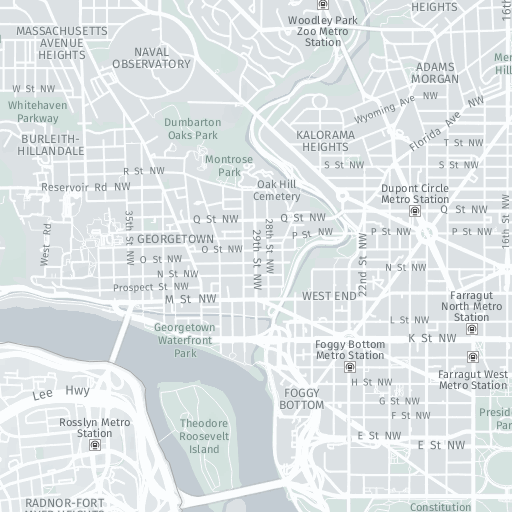 HEIGHTS
16th
Woodley Park
Zoo Metro
Station
MASSACHUSETTS
AVENUE
HEIGHTS
NAVAL
OBSERVATORY
ADAMS
MORGAN
W St NW
Whitehaven
Parkway
Wyoming Ave NW
Florida Ave NW
Dumbarton
Oaks Park
KALORAMA
HEIGHTS
BURLEITH-
HILLANDALE
T St NW
Montrose
Park
S St NW
S St NW
R St NW
Reservoir Rd NW
Oak Hill
Cemetery
Dupont Circle
Metro Station
35th St NW
West Rd
Q St NW
Q St NW
Q St NW
16th St NW
GEORGETOWN
O St NW
29th St NW
28th St NW
P St NW
P St NW
P St NW
22nd St NW
O St NW
N St NW
Prospect St NW
M St NW
WEST END
Farragut
North Metro
Station
L St NW
Georgetown
Waterfront
Park
K St NW
Foggy Bottom
Metro Station
Farragut West
Metro Station
H St NW
Lee Hwy
FOGGY
BOTTOM
G St NW
F St NW
Rosslyn Metro
Station
Theodore
Roosevelt
Island
E St NW
E St NW
Park
RADNOR-FORT
Constitution